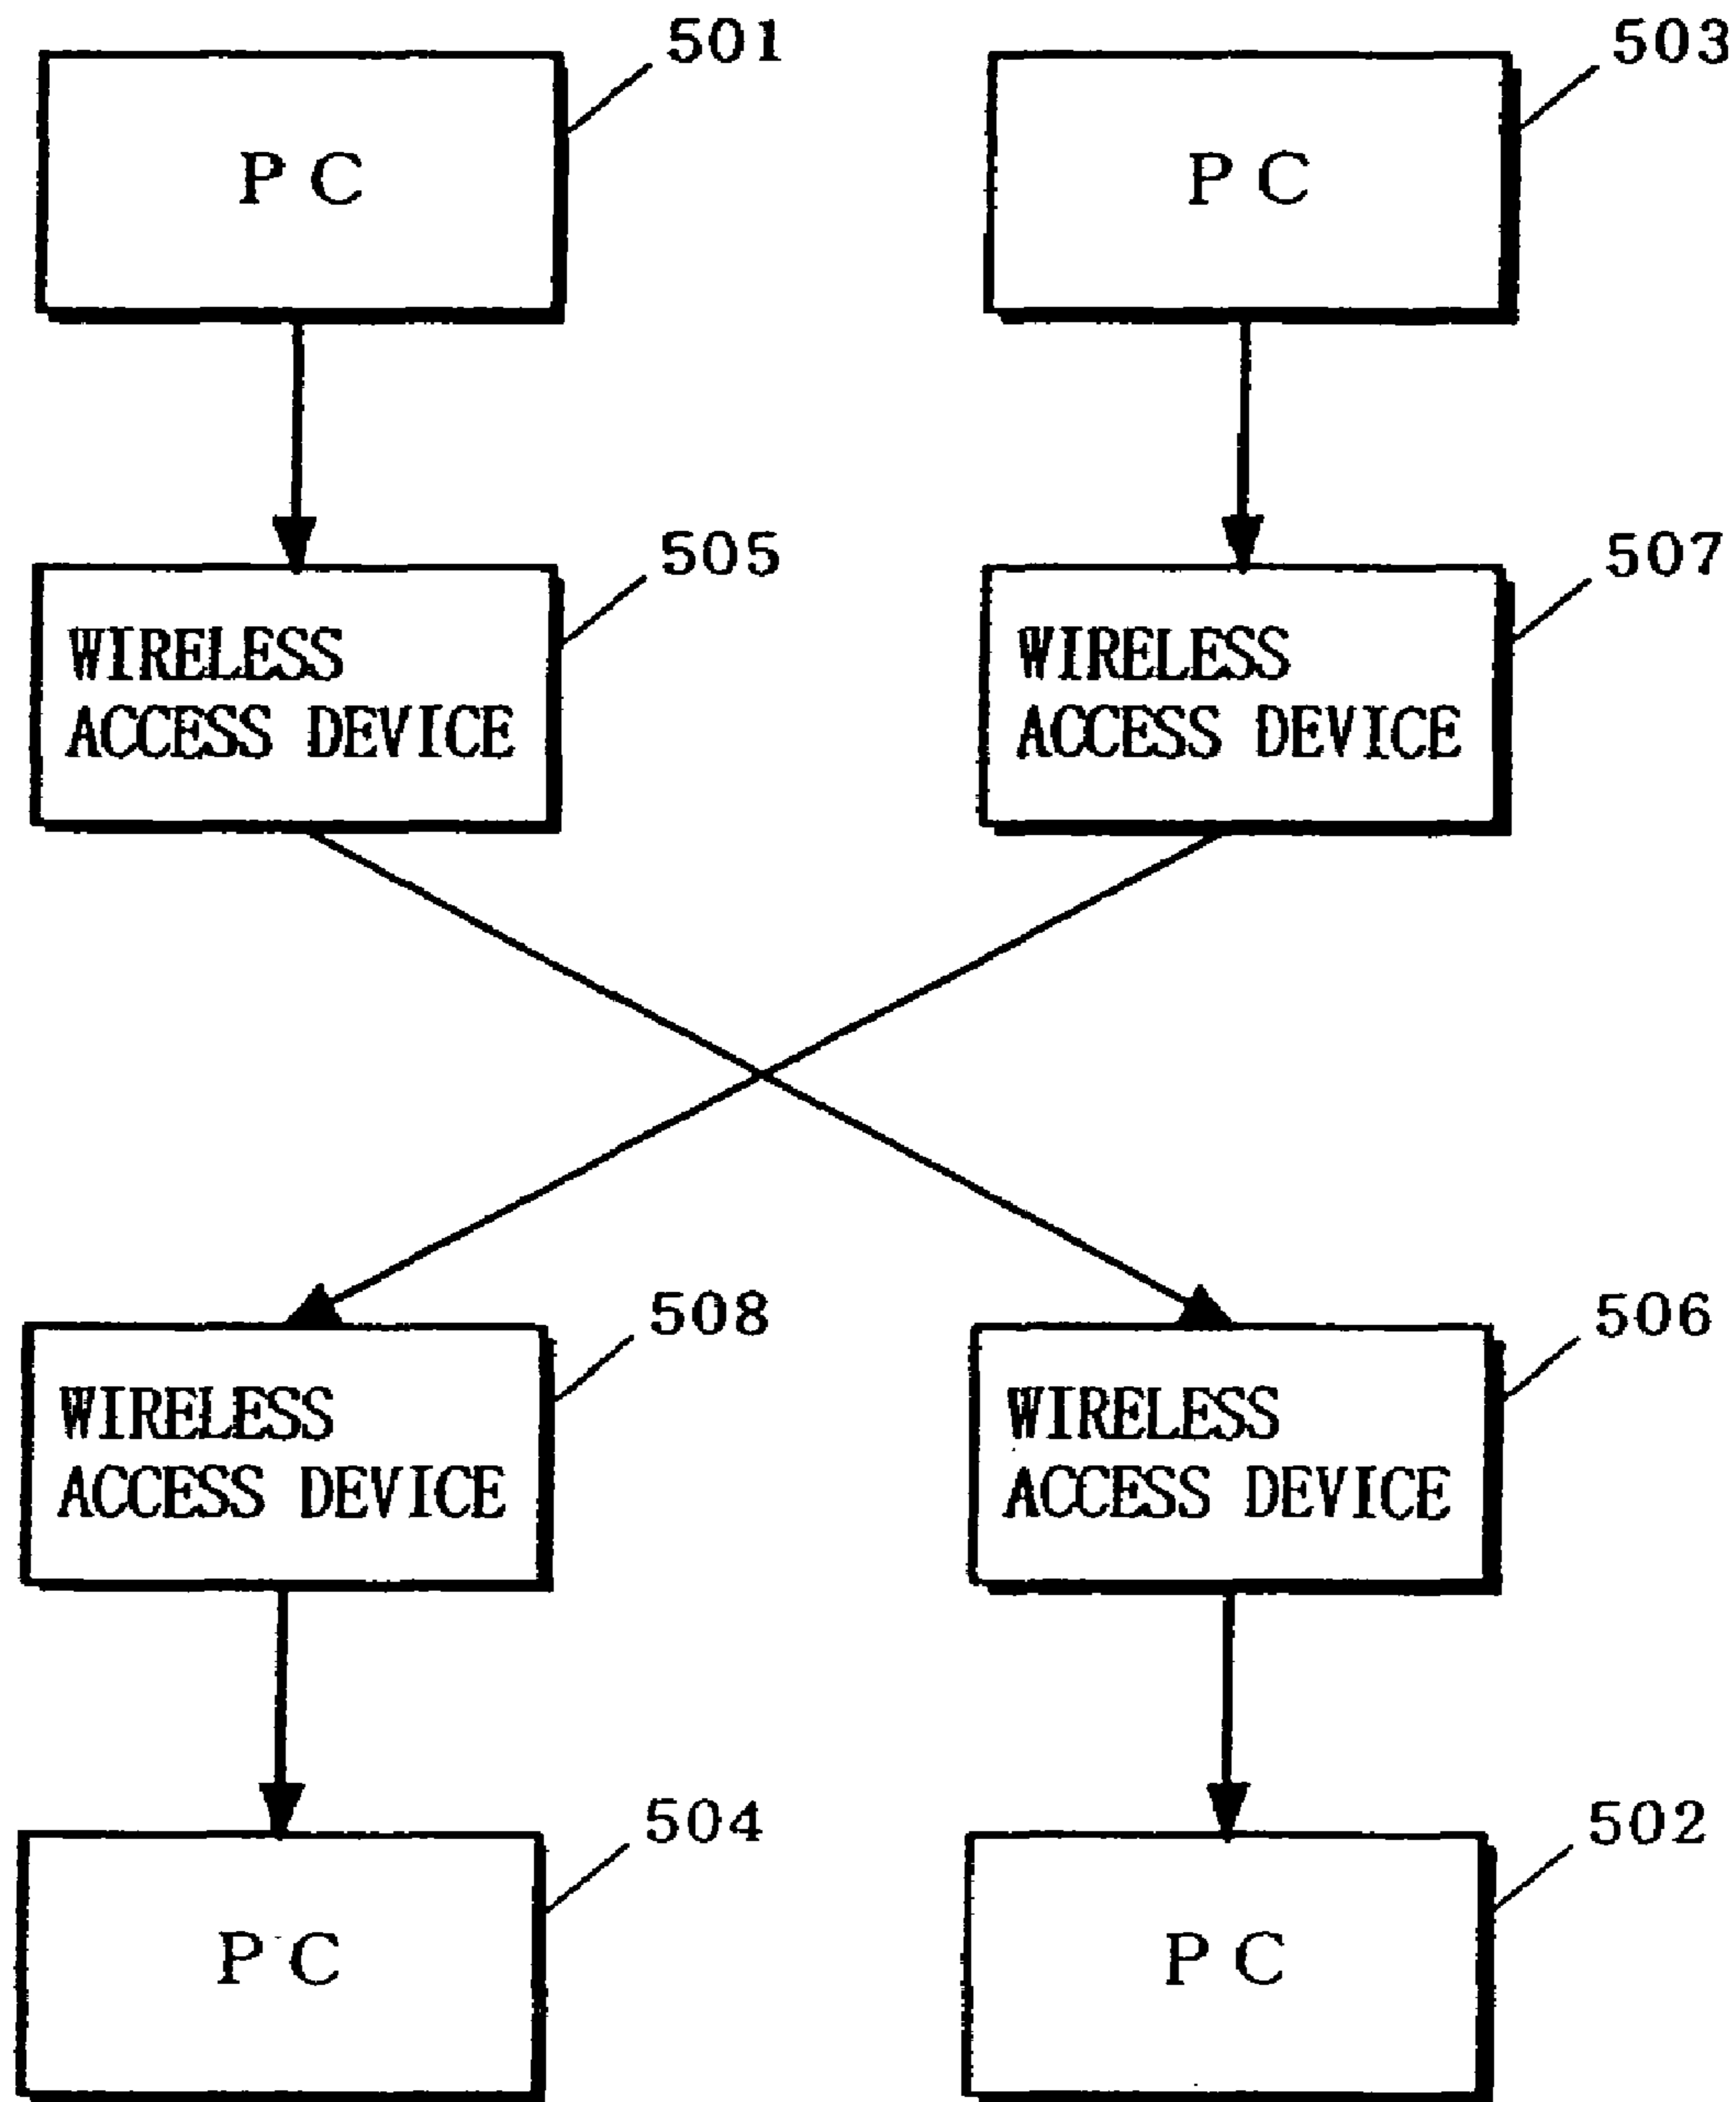 501
503
PC
PC
505
507
WIRELESS
ACCESS DEVICE
WIRELESS
ACCESS DEVICE
508
506
WIRELESS
ACCESS DEVICE
WIRELESS
ACCESS DEVICE
504
502
PC
PC